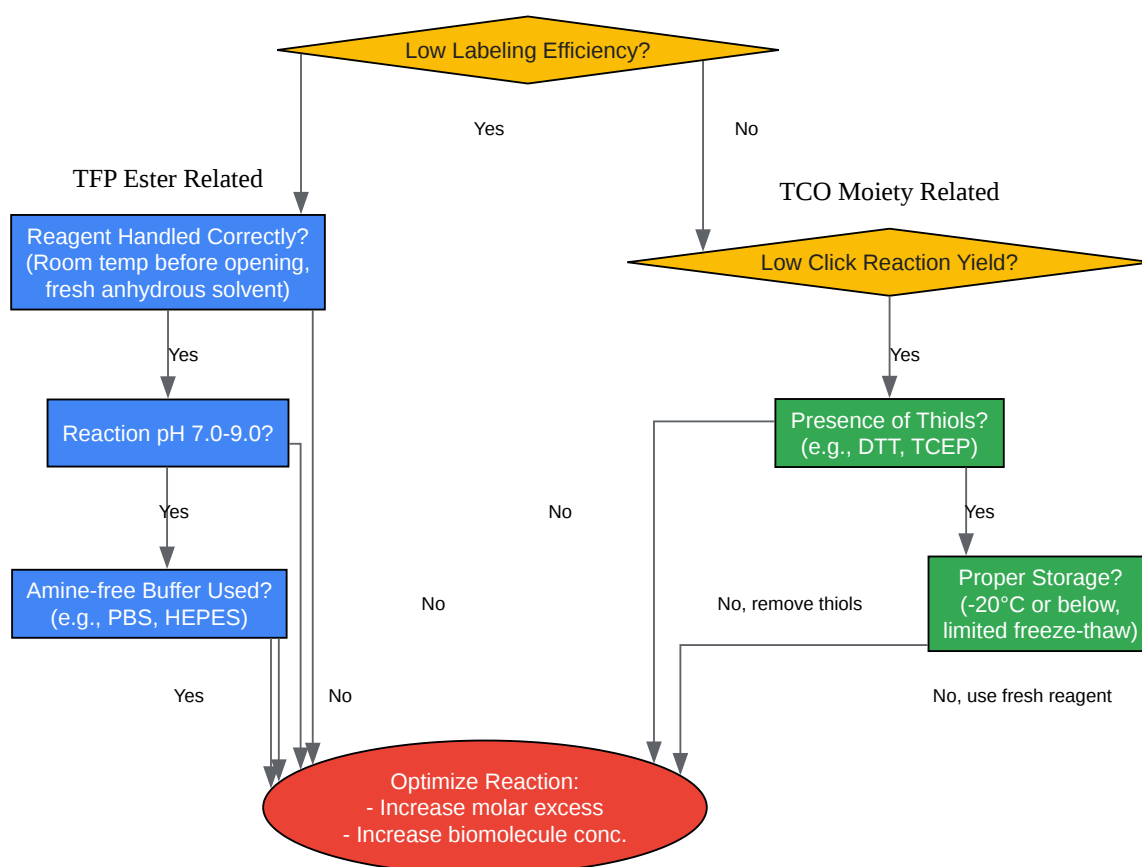 Low Labeling Efficiency?
Yes
No
TFP Ester Related
TCO Moiety Related
Reagent Handled Correctly?
(Room temp before opening,
fresh anhydrous solvent)
Low Click Reaction Yield?
Yes
Yes
Reaction pH 7.0-9.0?
Presence of Thiols?
(e.g., DTT, TCEP)
Yes
No
Yes
Amine-free Buffer Used?
(e.g., PBS, HEPES)
Proper Storage?
(-20°C or below,
limited freeze-thaw)
No
No, remove thiols
Yes
No
No, use fresh reagent
Optimize Reaction:
- Increase molar excess
- Increase biomolecule conc.